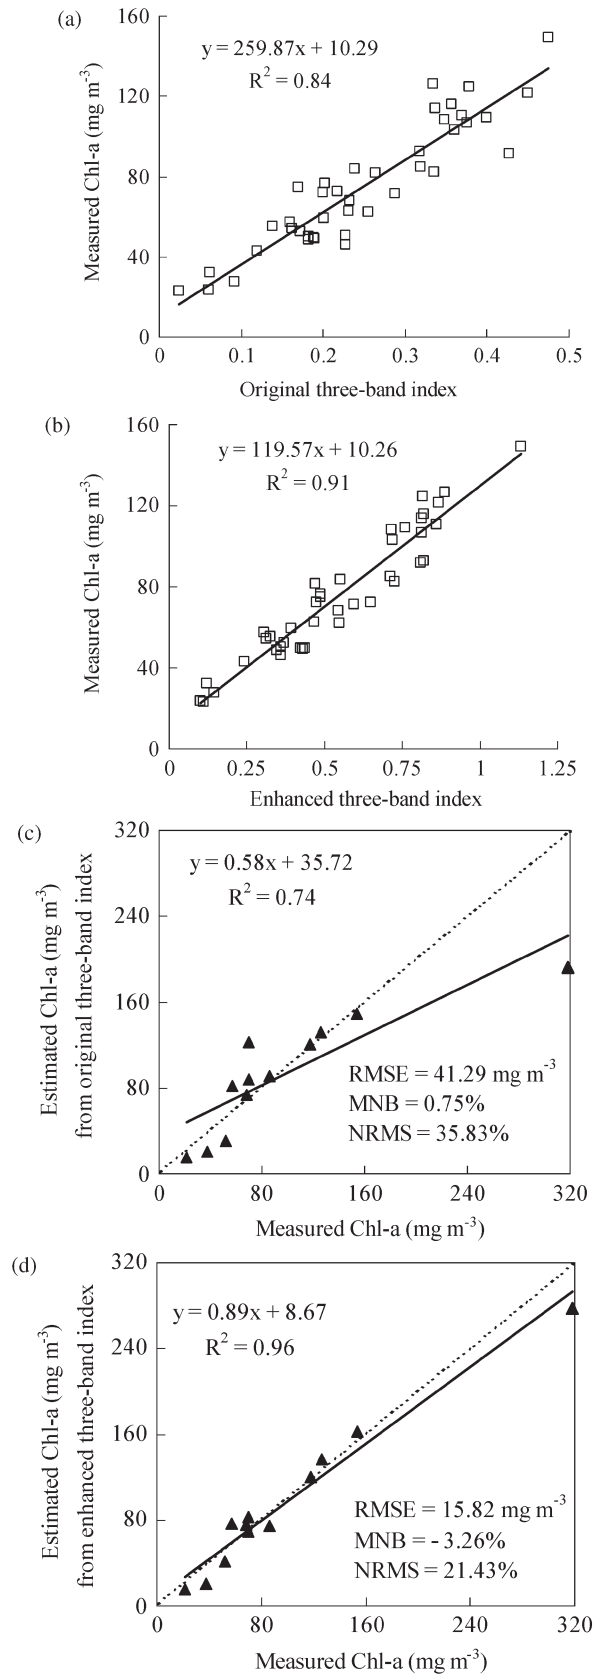 (a)
160
120
80
40
0
Measured Chl-a (mg m-3)
y = 259.87x + 10.29
R2 = 0.84
0 0.1 0.2 0.3 0.4 0.5
Original three-band index
(b)
160
120
80
40
0
Measured Chl-a (mg m-3)
y = 119.57x + 10.26
R2 = 0.91
0 0.25 0.5 0.75 1 1.25
Enhanced three-band index
(c)
320
240
160
80
0
Estimated Chl-a (mg m-3)
from original three-band index
y = 0.58x + 35.72
R2 = 0.74
RMSE = 41.29 mg m-3
MNB = 0.75%
NRMS = 35.83%
0 80 160 240 320
Measured Chl-a (mg m-3)
(d)
320
240
160
80
0
Estimated Chl-a (mg m-3)
from enhanced three-band index
y = 0.89x + 8.67
R2 = 0.96
RMSE = 15.82 mg m-3
MNB = - 3.26%
NRMS = 21.43%
0 80 160 240 320
Measured Chl-a (mg m-3)